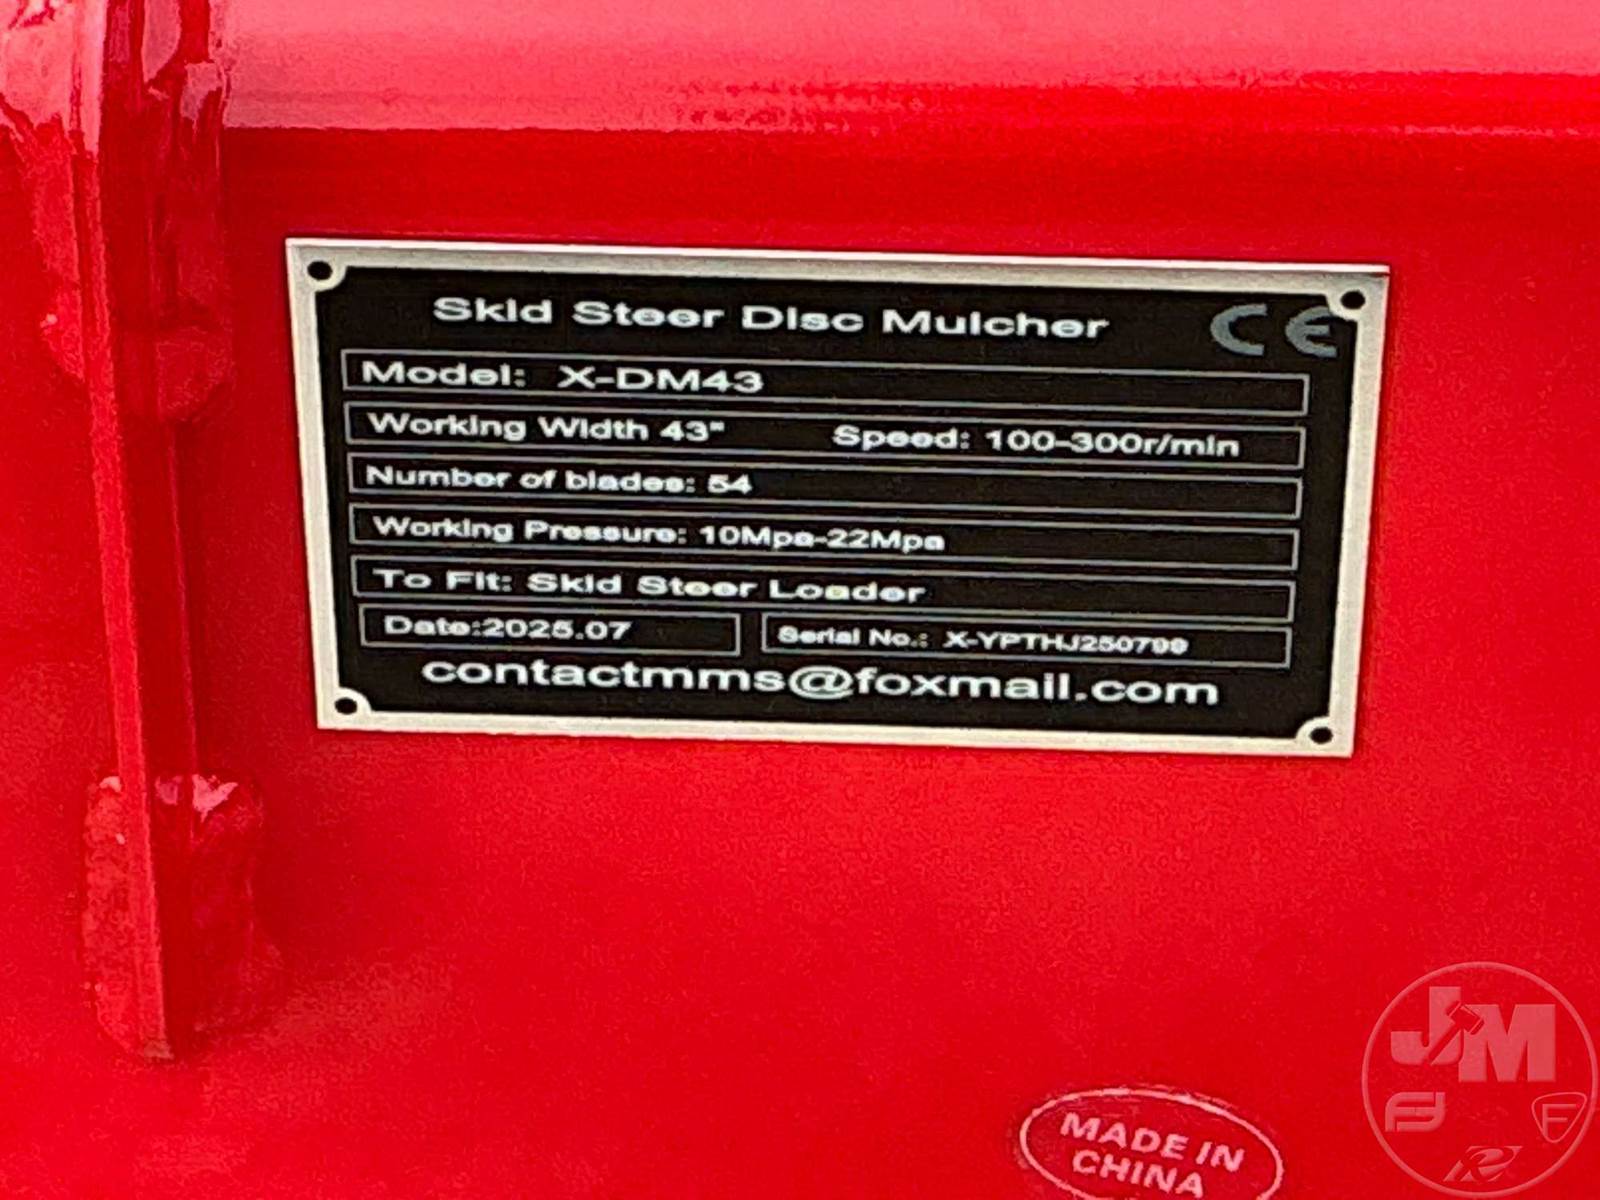 Skid Steer Disc Mulcher CE
Model: X-DM43
Working Width 43" Speed: 100-300r/min
Number of blades: 54
Working Pressure: 10Mpa-22Mpa
To Fit: Skid Steer Loader
Date:2025.07 Serial No.: X-YPTHJ250799
contactmms@foxmail.com
MADE IN
CHINA
JM